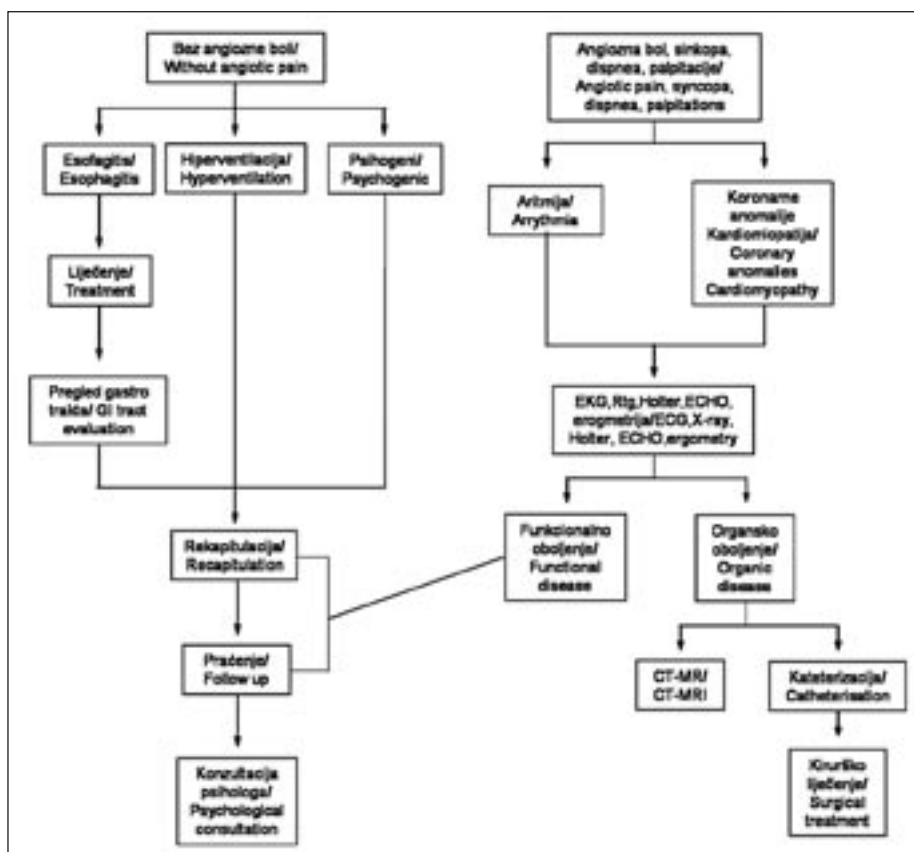 Bez angiozne boli/
Without angiotic pain
Angiozna bol, sinkopa,
dispnea, palpitacije/
Angiotic pain, syncopa,
dispnea, palpitations
Esofagitis/
Esophagitis
Hiperventilacija/
Hyperventilation
Psihogeni/
Psychogenic
Aritmija/
Arrythmia
Koronarne
anomalije
Kardiomiopatija/
Coronary
anomalies
Cardiomyopathy
Liječenje/
Treatment
Pregled gastro
trakta/ GI tract
evaluation
EKG,Rtg,Holter,ECHO,
erogmetrija/ECG,X-ray,
Holter, ECHO,ergometry
Rekapitulacija/
Recapitulation
Funkcionalno
oboljenje/
Functional
disease
Organsko
oboljenje/
Organic
disease
Praćenje/
Follow up
CT-MR/
CT-MRI
Kateterizacija/
Catheterisation
Konzultacija
psihologa/
Psychological
consultation
Kirurško
liječenje/
Surgical
treatment